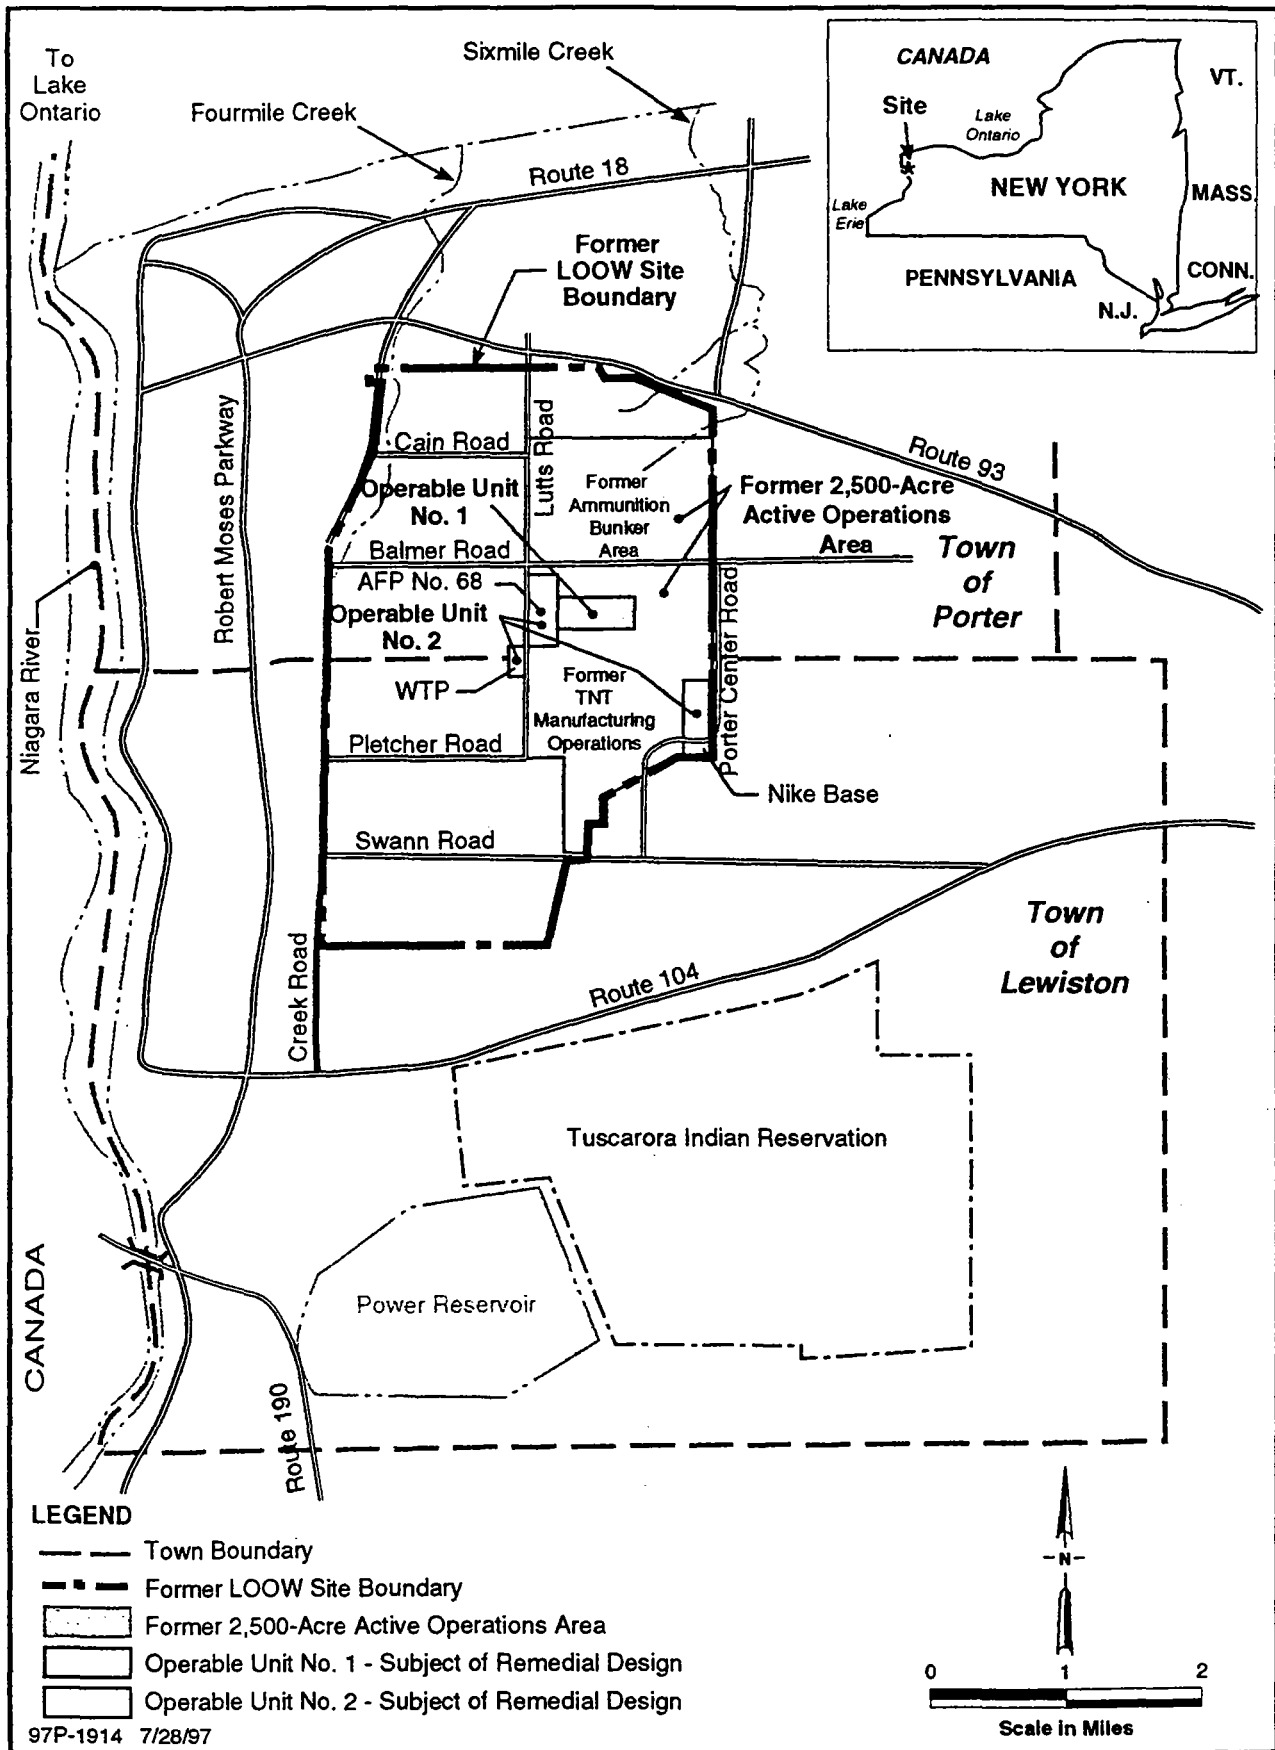 To
Lake
Ontario
Sixmile Creek
Fourmile Creek
Route 18
CANADA
VT.
Site
Lake
Ontario
NEW YORK
MASS.
Lake
Erie
PENNSYLVANIA
CONN.
N.J.
Former
LOOW Site
Boundary
Robert Moses Parkway
Cain Road
Lutts Road
Route 93
Operable Unit
No. 1
Former
Ammunition
Bunker
Area
Former 2,500-Acre
Active Operations
Area
Balmer Road
Town
of
Porter
AFP No. 68
Operable Unit
No. 2
Niagara River
WTP
Former
TNT
Manufacturing
Operations
Porter Center Road
Pletcher Road
Nike Base
Swann Road
Creek Road
Town
of
Lewiston
Route 104
Tuscarora Indian Reservation
Power Reservoir
CANADA
Route 190
LEGEND
Town Boundary
Former LOOW Site Boundary
Former 2,500-Acre Active Operations Area
Operable Unit No. 1 - Subject of Remedial Design
Operable Unit No. 2 - Subject of Remedial Design
97P-1914 7/28/97
N
0 1 2
Scale in Miles